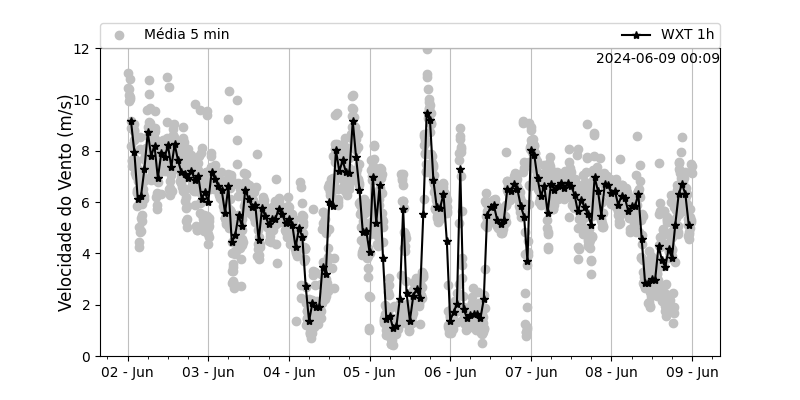 Média 5 min
WXT 1h
2024-06-09 00:09
Velocidade do Vento (m/s)
12
10
8
6
4
2
0
02 - Jun 03 - Jun 04 - Jun 05 - Jun 06 - Jun 07 - Jun 08 - Jun 09 - Jun